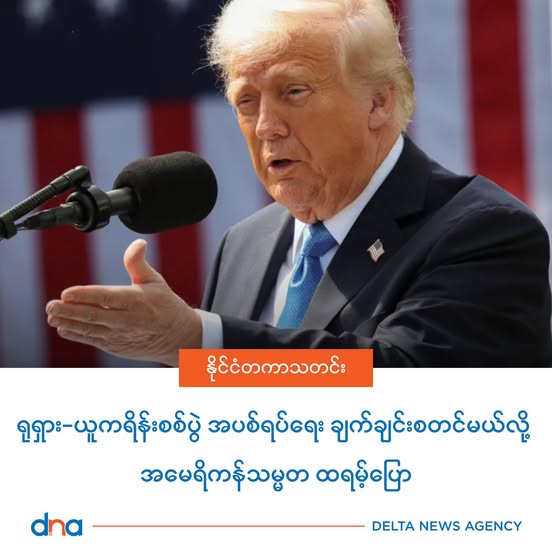 နိုင်ငံတကာသတင်း
ရုရှား-ယူကရိန်းစစ်ပွဲ အပစ်ရပ်ရေး ချက်ချင်းစတင်မယ်လို့
အမေရိကန်သမ္မတ ထရမ့်ပြော
dna
DELTA NEWS AGENCY